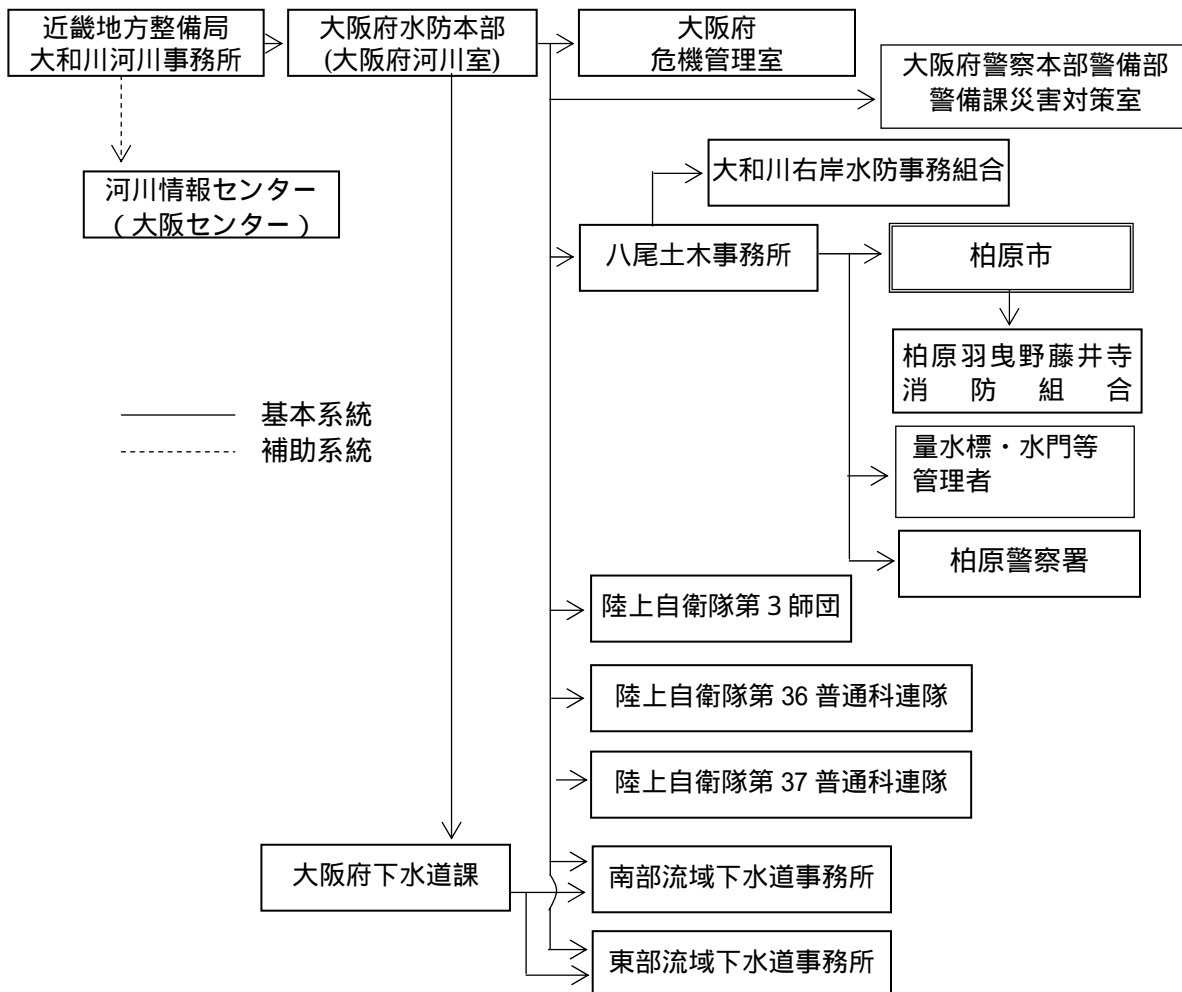 近畿地方整備局
大和川河川事務所
大阪府水防本部
(大阪府河川室)
大阪府
危機管理室
大阪府警察本部警備部
警備課災害対策室
河川情報センター
(大阪センター)
大和川右岸水防事務組合
八尾土木事務所
柏原市
柏原羽曳野藤井寺
消防組合
基本系統
補助系統
量水標・水門等
管理者
柏原警察署
陸上自衛隊第3師団
陸上自衛隊第36普通科連隊
陸上自衛隊第37普通科連隊
大阪府下水道課
南部流域下水道事務所
東部流域下水道事務所